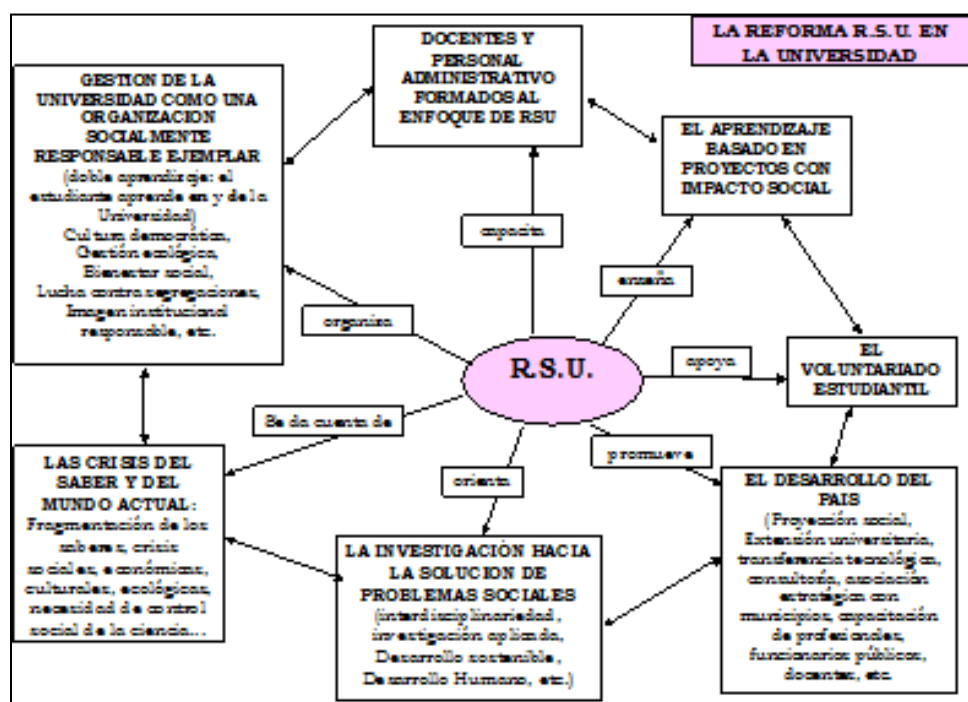 LA REFORMA R.S.U. EN
LA UNIVERSIDAD
DOCENTES Y
PERSONAL
ADMINISTRATIVO
FORMADOS AL
ENFOQUE DE RSU
GESTION DE LA
UNIVERSIDAD COMO UNA
ORGANIZACION
SOCIALMENTE
RESPONSABLE EJEMPLAR
(doble aprendizaje: el
estudiante aprende en y de la
Universidad)
Cultura democrática,
Gestión ecológica,
Bienestar social,
Lucha contra segregaciones,
Imagen institucional
responsable, etc.
EL APRENDIZAJE
BASADO EN
PROYECTOS CON
IMPACTO SOCIAL
capacita
enseña
organiza
R.S.U.
apoya
EL
VOLUNTARIADO
ESTUDIANTIL
Se da cuenta de
promueve
orienta
LAS CRISIS DEL
SABER Y DEL
MUNDO ACTUAL:
Fragmentación de los
saberes, crisis
sociales, económicas,
culturales, ecológicas,
necesidad de control
social de la ciencia...
LA INVESTIGACIÓN HACIA
LA SOLUCION DE
PROBLEMAS SOCIALES
(interdisciplinariedad,
investigación aplicada,
Desarrollo sostenible,
Desarrollo Humano, etc.)
EL DESARROLLO DEL
PAIS
(Proyección social,
Extensión universitaria,
transferencia tecnológica,
consultoría, asociación
estratégica con
municipios, capacitación
de profesionales,
funcionarios públicos,
docentes, etc.